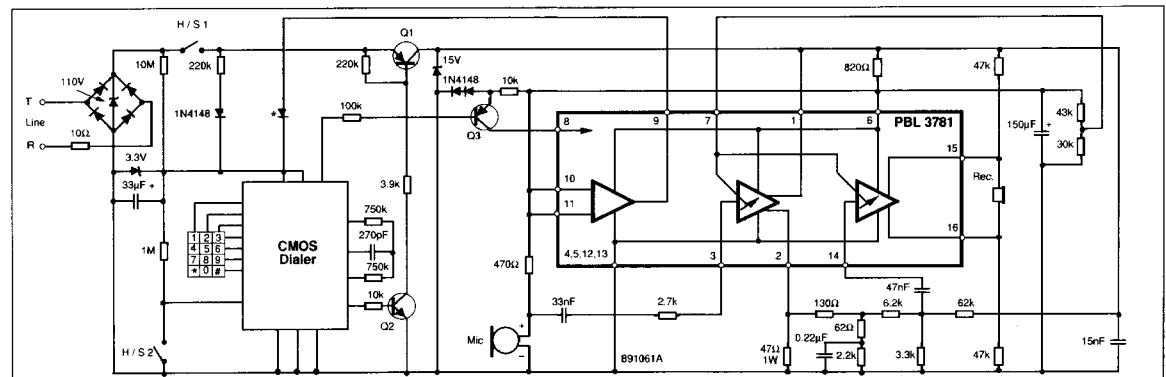 H / S 1
Q1
10M
220k
220k
15V
1N4148
10k
820Ω
47k
110V
T
Line
R
10Ω
1N4148
*
100k
Q3
8
9
7
1
6
PBL 3781
150µF +
43k
30k
3.3V
33µF +
3.9k
10
11
15
Rec.
16
1 2 3
4 5 6
7 8 9
* 0 #
CMOS
Dialer
750k
270pF
750k
1M
470Ω
4,5,12,13
3
2
14
10k
Q2
33nF
2.7k
47nF
130Ω
6.2k
62k
H / S 2
Mic
+
−
891061A
0.22µF
62Ω
2.2k
47Ω
1W
3.3k
47k
15nF